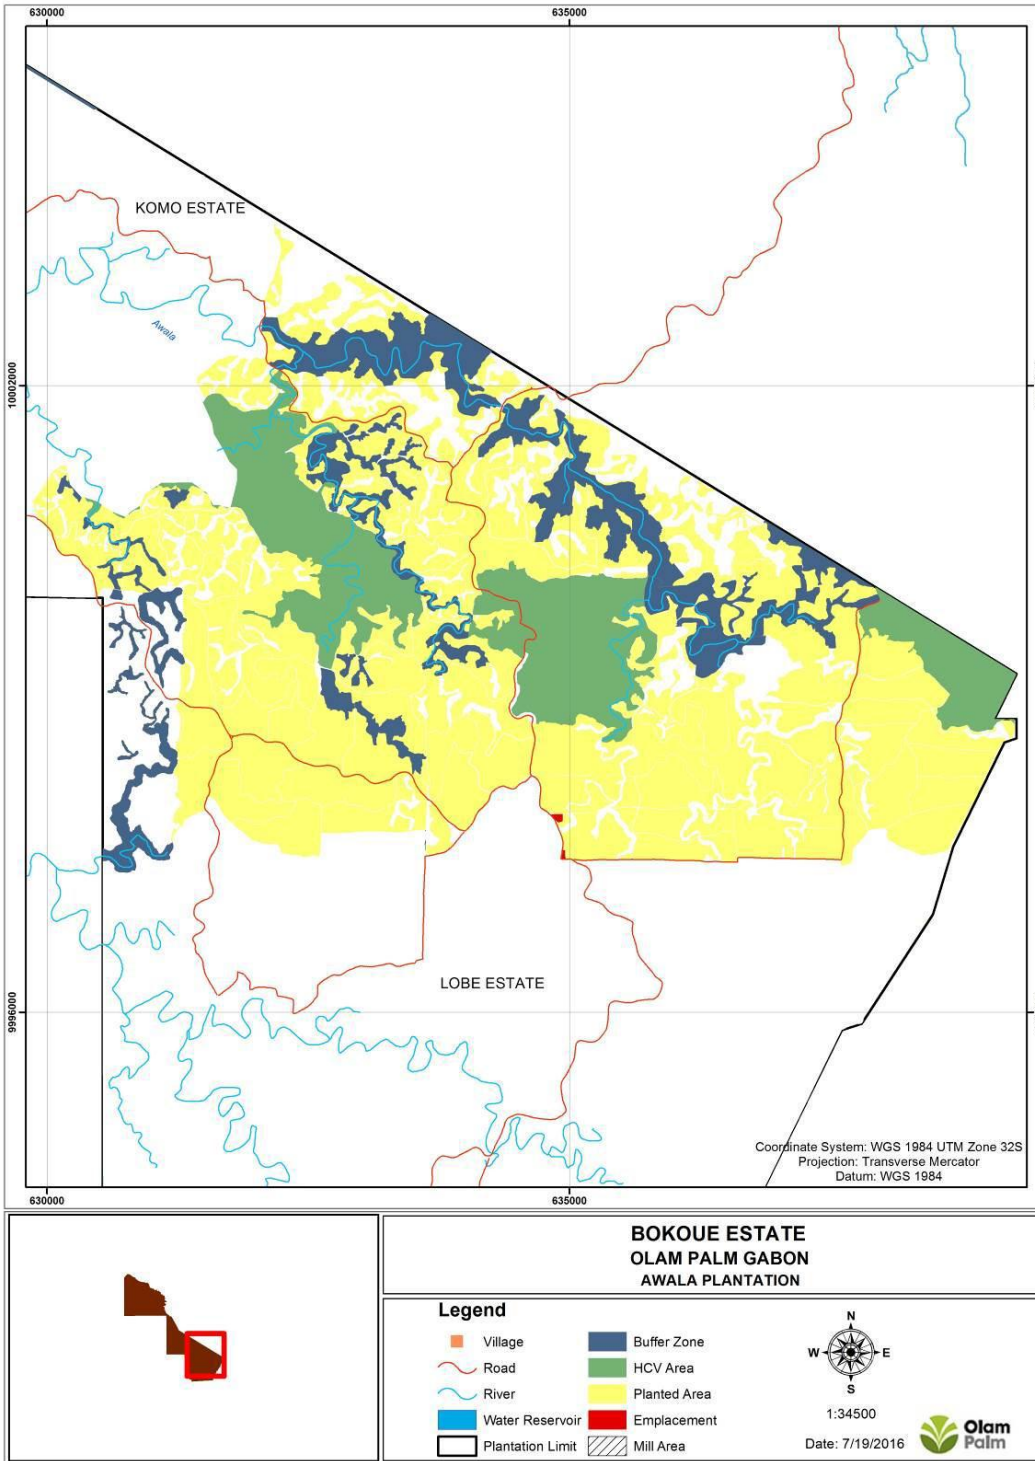 630000
635000
KOMO ESTATE
Awala
1002000
LOBE ESTATE
9996000
Coordinate System: WGS 1984 UTM Zone 32S
Projection: Transverse Mercator
Datum: WGS 1984
630000
635000
BOKOUE ESTATE
OLAM PALM GABON
AWALA PLANTATION
Legend
Village
Road
River
Water Reservoir
Plantation Limit
Buffer Zone
HCV Area
Planted Area
Emplacement
Mill Area
N
W
E
S
1:34500
Date: 7/19/2016
Olam
Palm